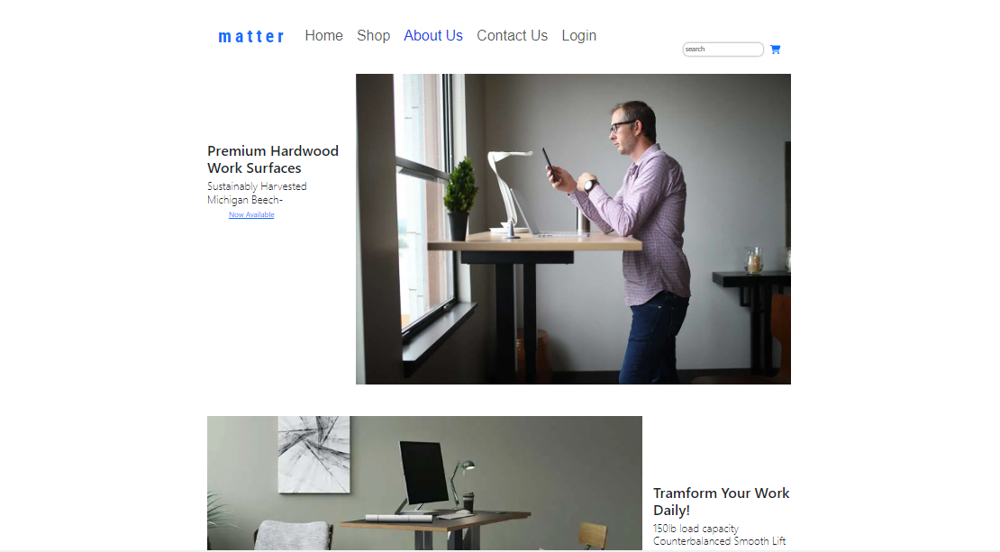 matter Home Shop About Us Contact Us Login
search
Premium Hardwood
Work Surfaces
Sustainably Harvested
Michigan Beech-
Now Available
Tramform Your Work
Daily!
150lb load capacity
Counterbalanced Smooth Lift